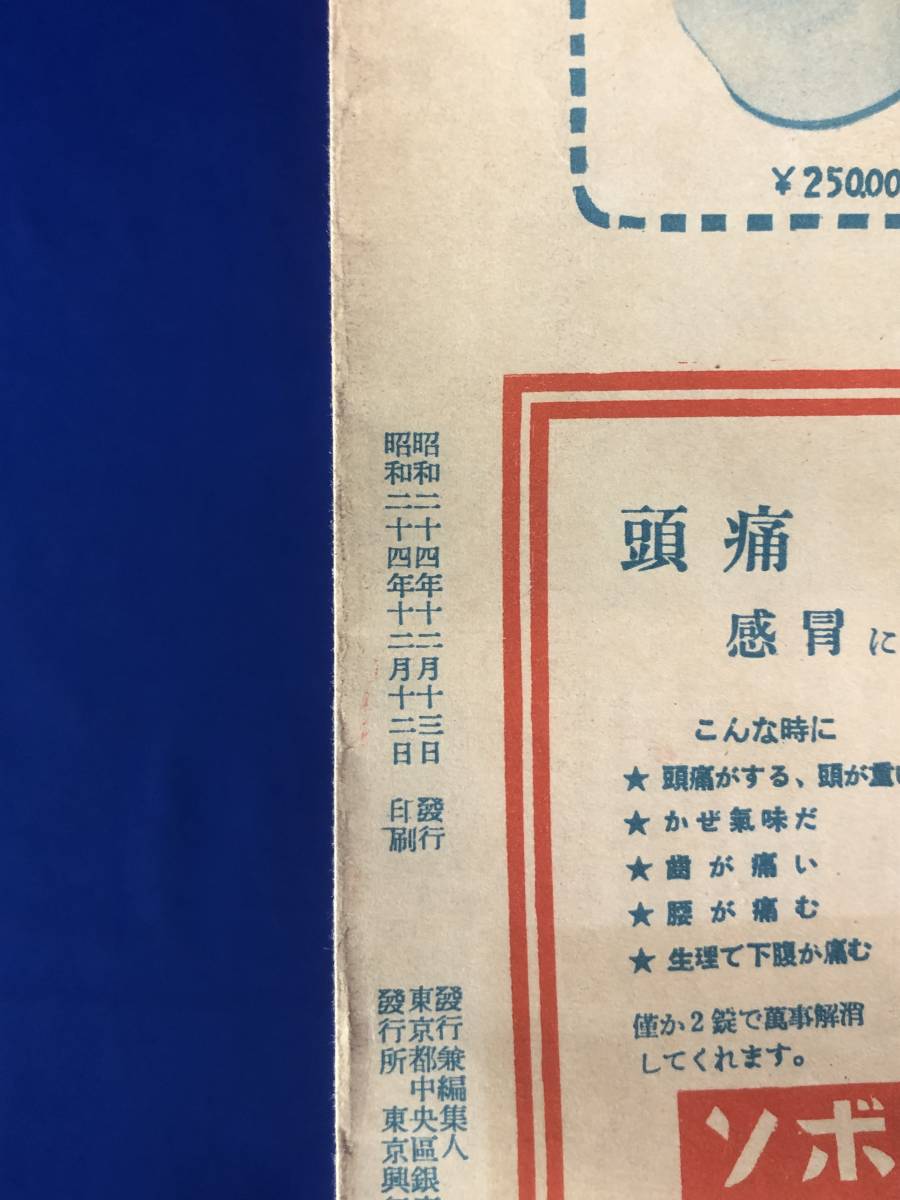 ¥250.00
頭痛
感冒に
こんな時に
★ 頭痛がする、頭が重い
★ かぜ氣味だ
★ 歯が痛い
★ 腰が痛む
★ 生理で下腹が痛む
僅か2錠で萬事解消
してくれます。
ソボ
昭和二十四年十二月十二日 印刷
昭和二十四年十二月十三日 發行
發行兼編集人
東京都中央區銀
發行所 東京興